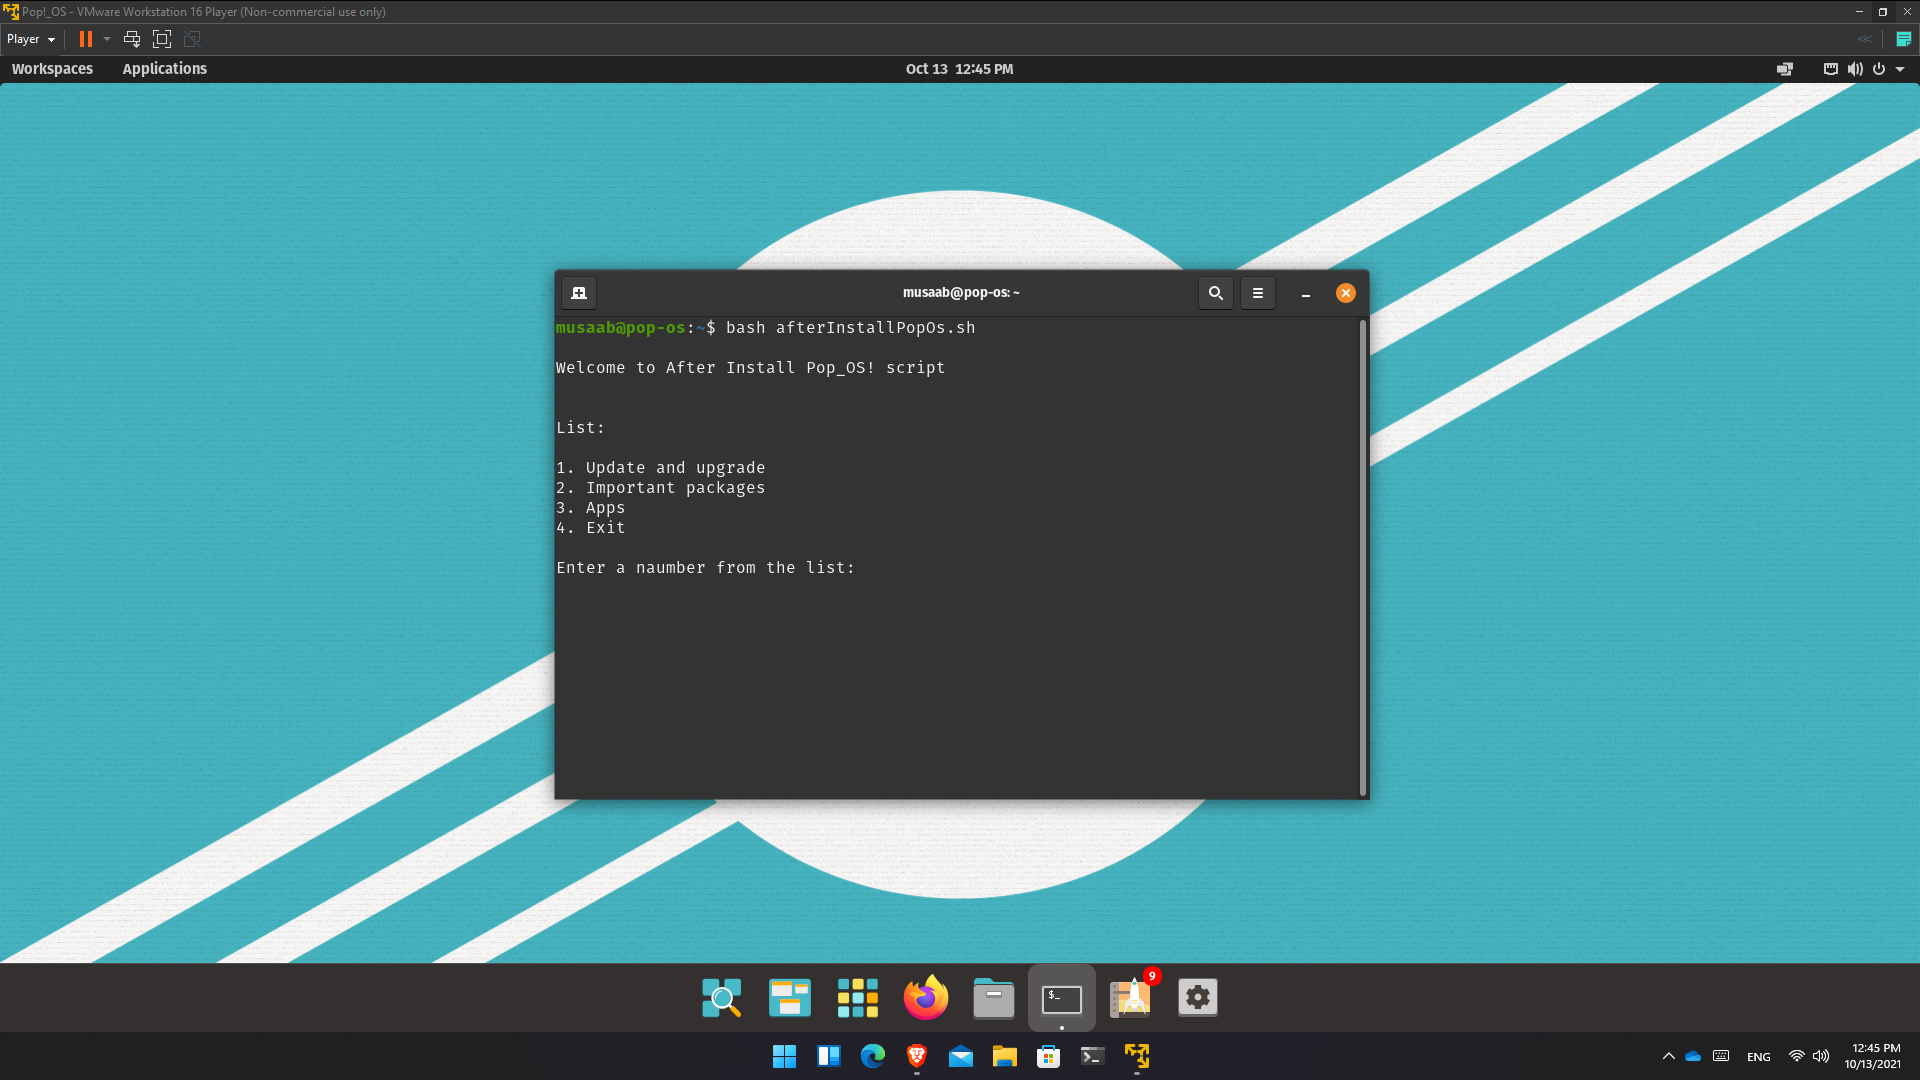 Pop!_OS - VMware Workstation 16 Player (Non-commercial use only)
Player
Workspaces Applications Oct 13 12:45 PM
musaab@pop-os: ~
musaab@pop-os:~$ bash afterInstallPopOs.sh
Welcome to After Install Pop_OS! script
List:
1. Update and upgrade
2. Important packages
3. Apps
4. Exit
Enter a naumber from the list:
$_
9
ENG
12:45 PM
10/13/2021